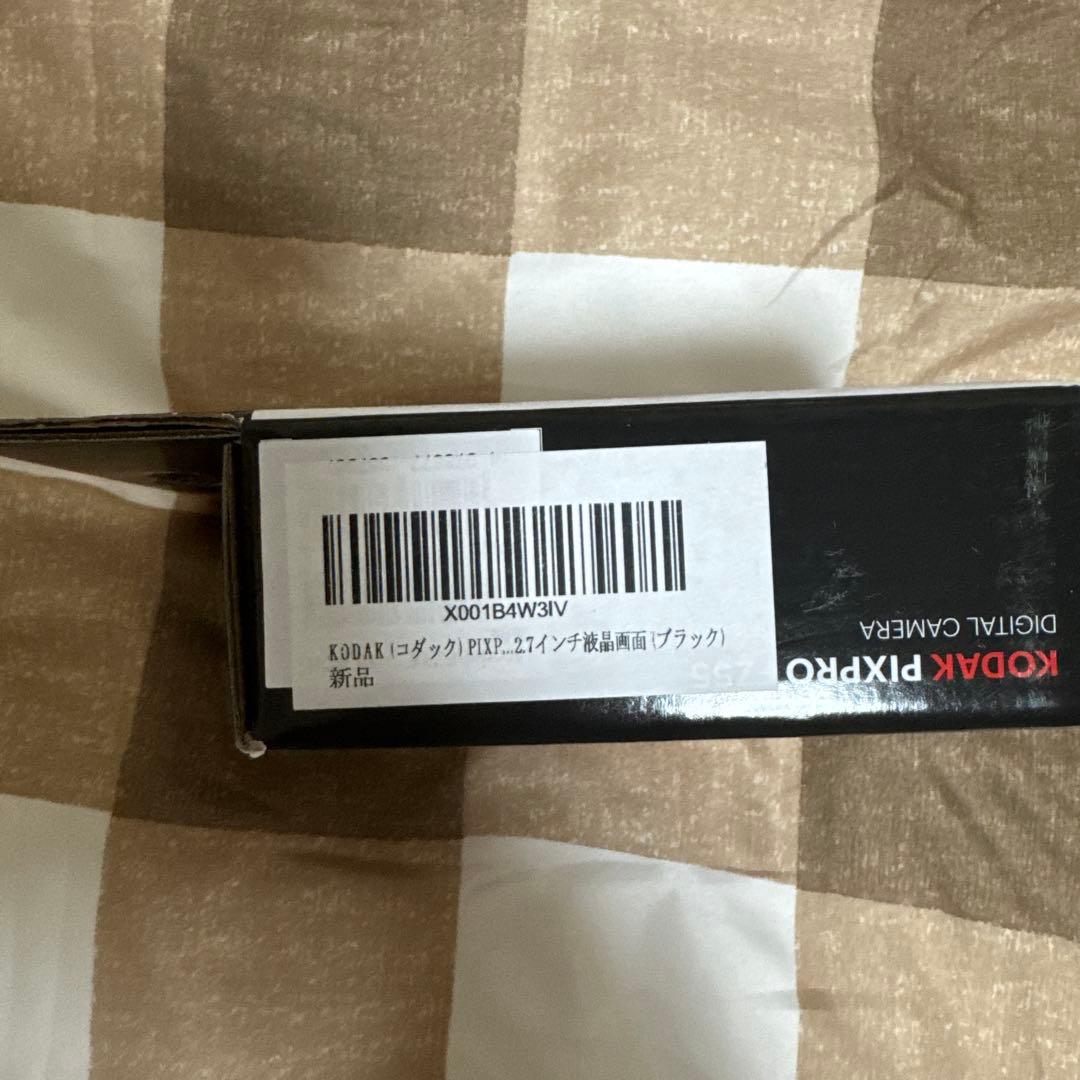 X001B4W3IV
KODAK (コダック) PIXP...2.7インチ液晶画面 (ブラック)
新品
KODAK PIXPRO
DIGITAL CAMERA